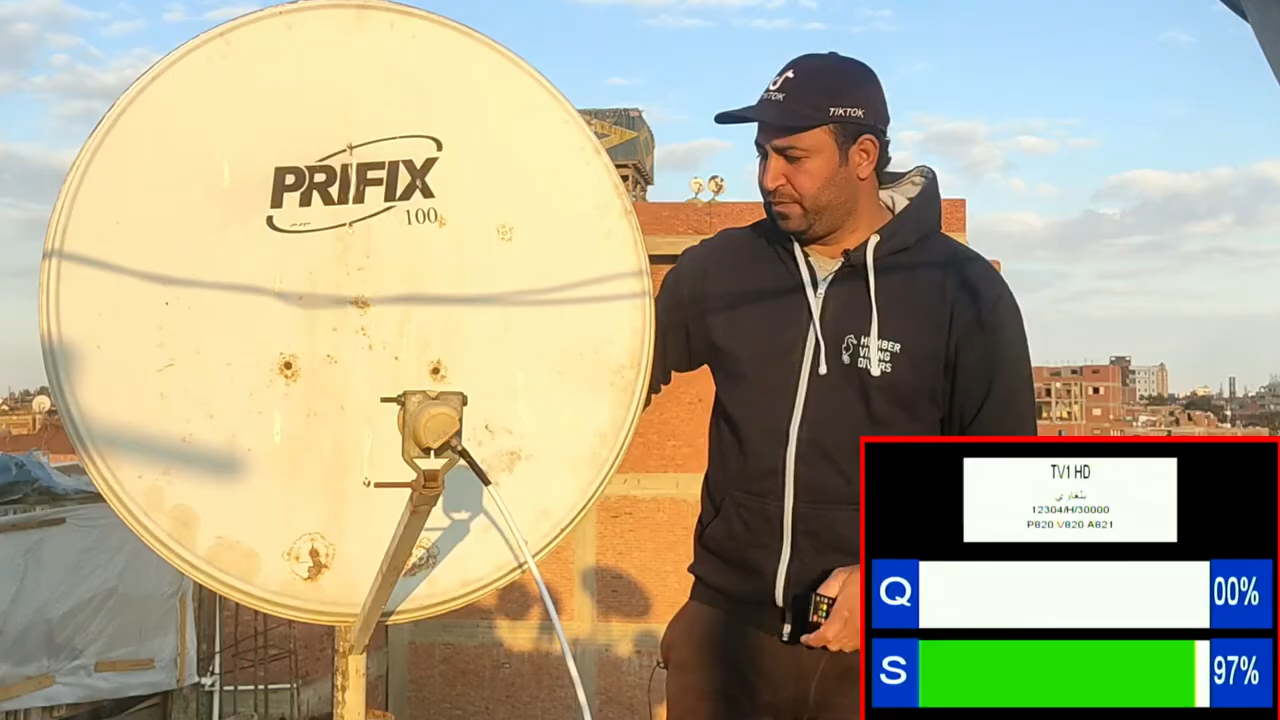 PRIFIX
100
TIKTOK
TIKTOK
HUMBER
VIKING
DIVERS
TV1 HD
بلغاري
12304/H/30000
P820 V820 A821
Q
00%
S
97%